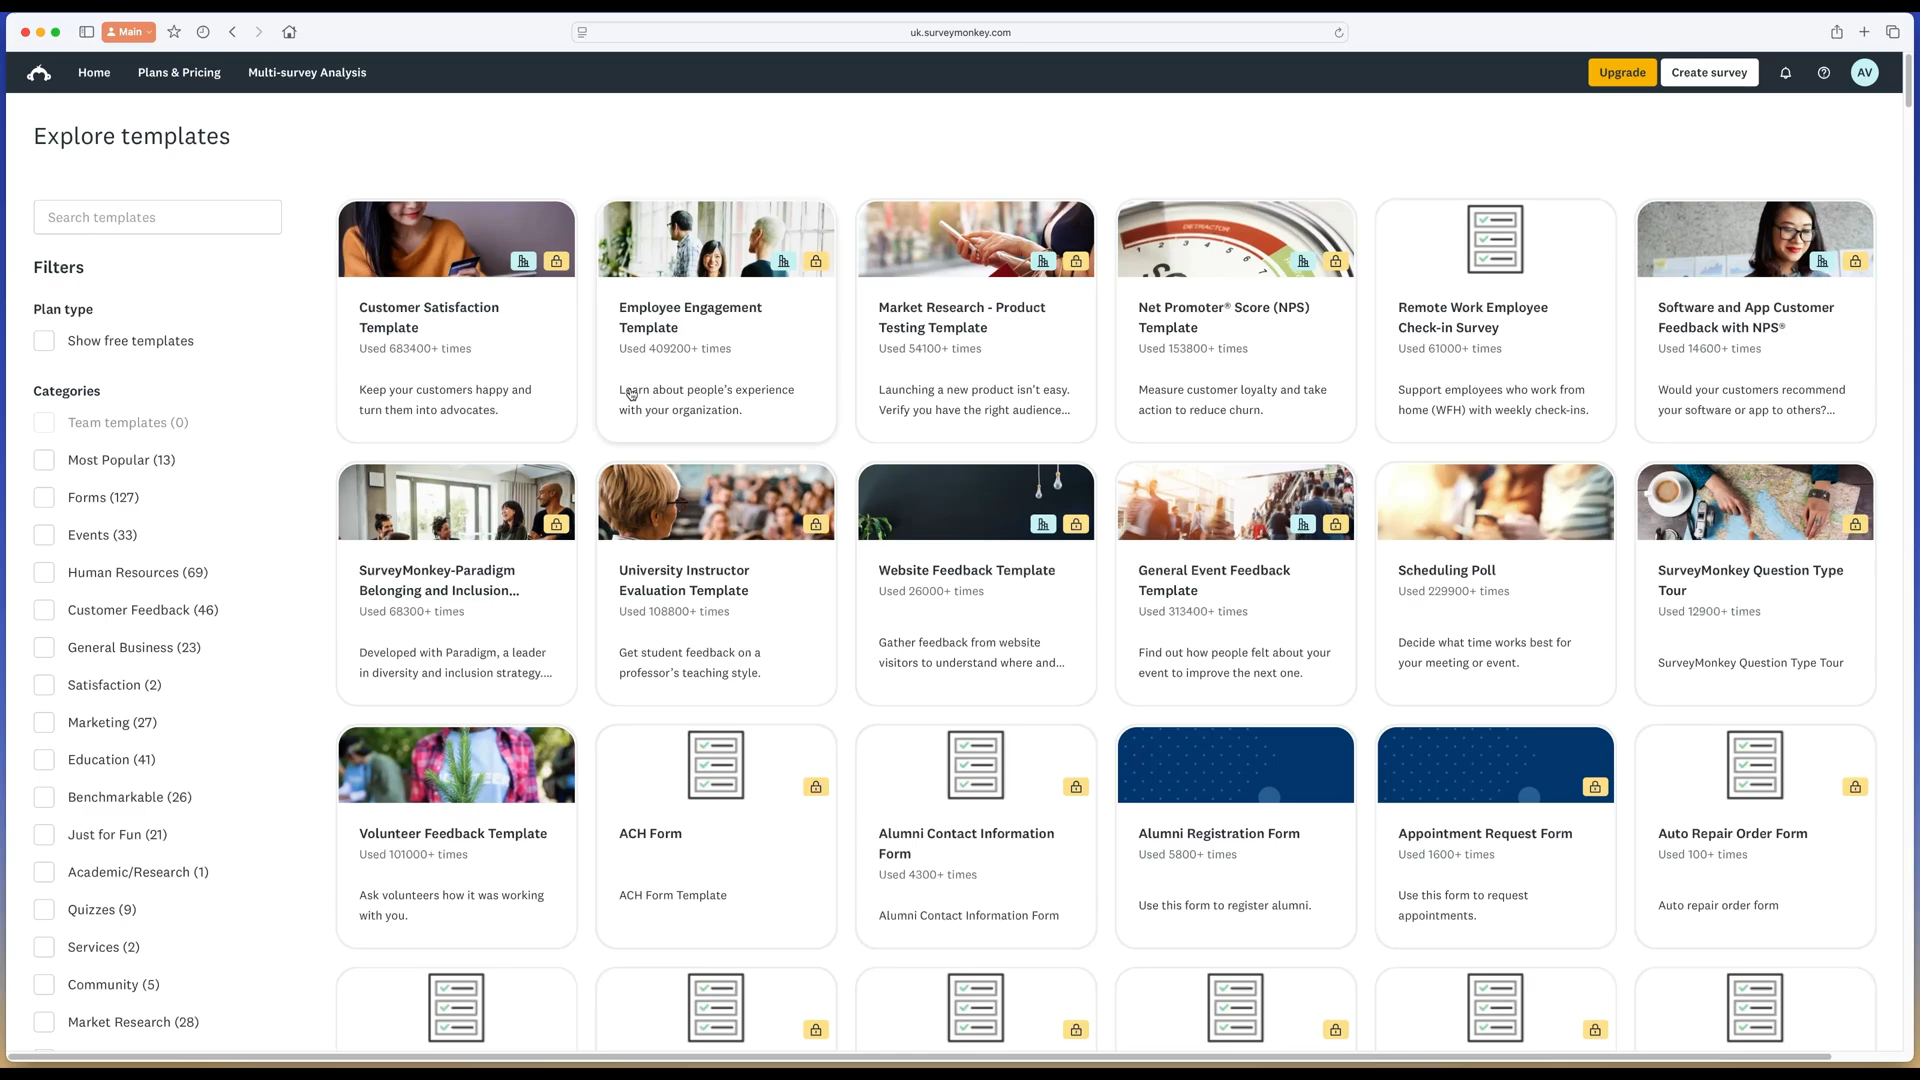 Main
uk.surveymonkey.com
Home
Plans & Pricing
Multi-survey Analysis
Upgrade
Create survey
AV
Explore templates
Search templates
Filters
Plan type
Show free templates
Categories
Team templates (0)
Most Popular (13)
Forms (127)
Events (33)
Human Resources (69)
Customer Feedback (46)
General Business (23)
Satisfaction (2)
Marketing (27)
Education (41)
Benchmarkable (26)
Just for Fun (21)
Academic/Research (1)
Quizzes (9)
Services (2)
Community (5)
Market Research (28)
Customer Satisfaction
Template
Used 683400+ times
Keep your customers happy and
turn them into advocates.
Employee Engagement
Template
Used 409200+ times
Learn about people's experience
with your organization.
Market Research - Product
Testing Template
Used 54100+ times
Launching a new product isn't easy.
Verify you have the right audience...
DETRACTOR
Net Promoter® Score (NPS)
Template
Used 153800+ times
Measure customer loyalty and take
action to reduce churn.
Remote Work Employee
Check-in Survey
Used 61000+ times
Support employees who work from
home (WFH) with weekly check-ins.
Software and App Customer
Feedback with NPS®
Used 14600+ times
Would your customers recommend
your software or app to others?...
SurveyMonkey-Paradigm
Belonging and Inclusion...
Used 68300+ times
Developed with Paradigm, a leader
in diversity and inclusion strategy....
University Instructor
Evaluation Template
Used 108800+ times
Get student feedback on a
professor's teaching style.
Website Feedback Template
Used 26000+ times
Gather feedback from website
visitors to understand where and...
General Event Feedback
Template
Used 313400+ times
Find out how people felt about your
event to improve the next one.
Scheduling Poll
Used 229900+ times
Decide what time works best for
your meeting or event.
SurveyMonkey Question Type
Tour
Used 12900+ times
SurveyMonkey Question Type Tour
Volunteer Feedback Template
Used 101000+ times
Ask volunteers how it was working
with you.
ACH Form
ACH Form Template
Alumni Contact Information
Form
Used 4300+ times
Alumni Contact Information Form
Alumni Registration Form
Used 5800+ times
Use this form to register alumni.
Appointment Request Form
Used 1600+ times
Use this form to request
appointments.
Auto Repair Order Form
Used 100+ times
Auto repair order form